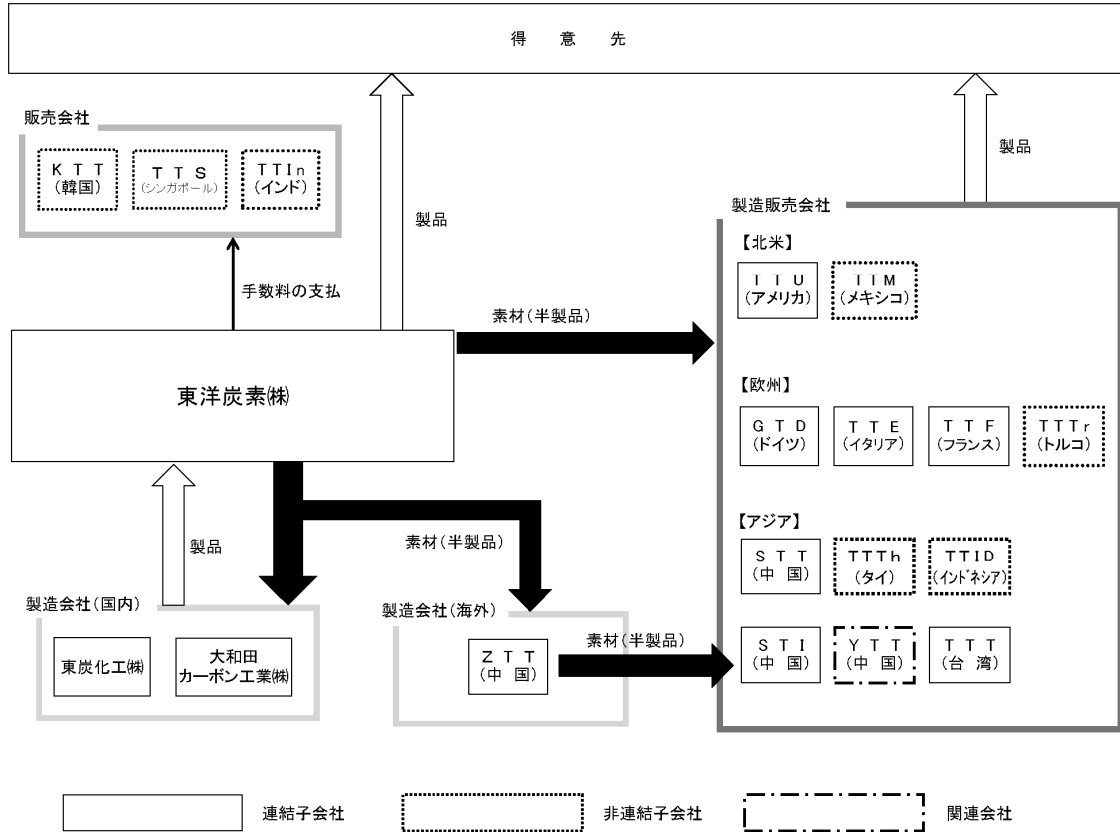 得 意 先
販売会社
K T T
(韓国)
T T S
(シンガポール)
TTIn
(インド)
手数料の支払
製品
製品
製造販売会社
【北米】
T T U
(アメリカ)
T T M
(メキシコ)
素材(半製品)
東洋炭素㈱
【欧州】
G T D
(ドイツ)
T T E
(イタリア)
T T F
(フランス)
TTTr
(トルコ)
【アジア】
S T T
(中 国)
TTTh
(タイ)
TTID
(インドネシア)
S T I
(中 国)
Y T T
(中 国)
T T T
(台 湾)
製品
素材(半製品)
製造会社(国内)
東炭化工㈱
大和田
カーボン工業㈱
製造会社(海外)
Z T T
(中 国)
素材(半製品)
連結子会社
非連結子会社
関連会社